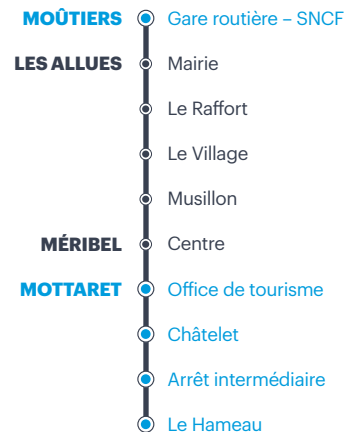 MOÛTIERS Gare routière – SNCF
LES ALLUES Mairie
Le Raffort
Le Village
Musillon
MÉRIBEL Centre
MOTTARET Office de tourisme
Châtelet
Arrêt intermédiaire
Le Hameau